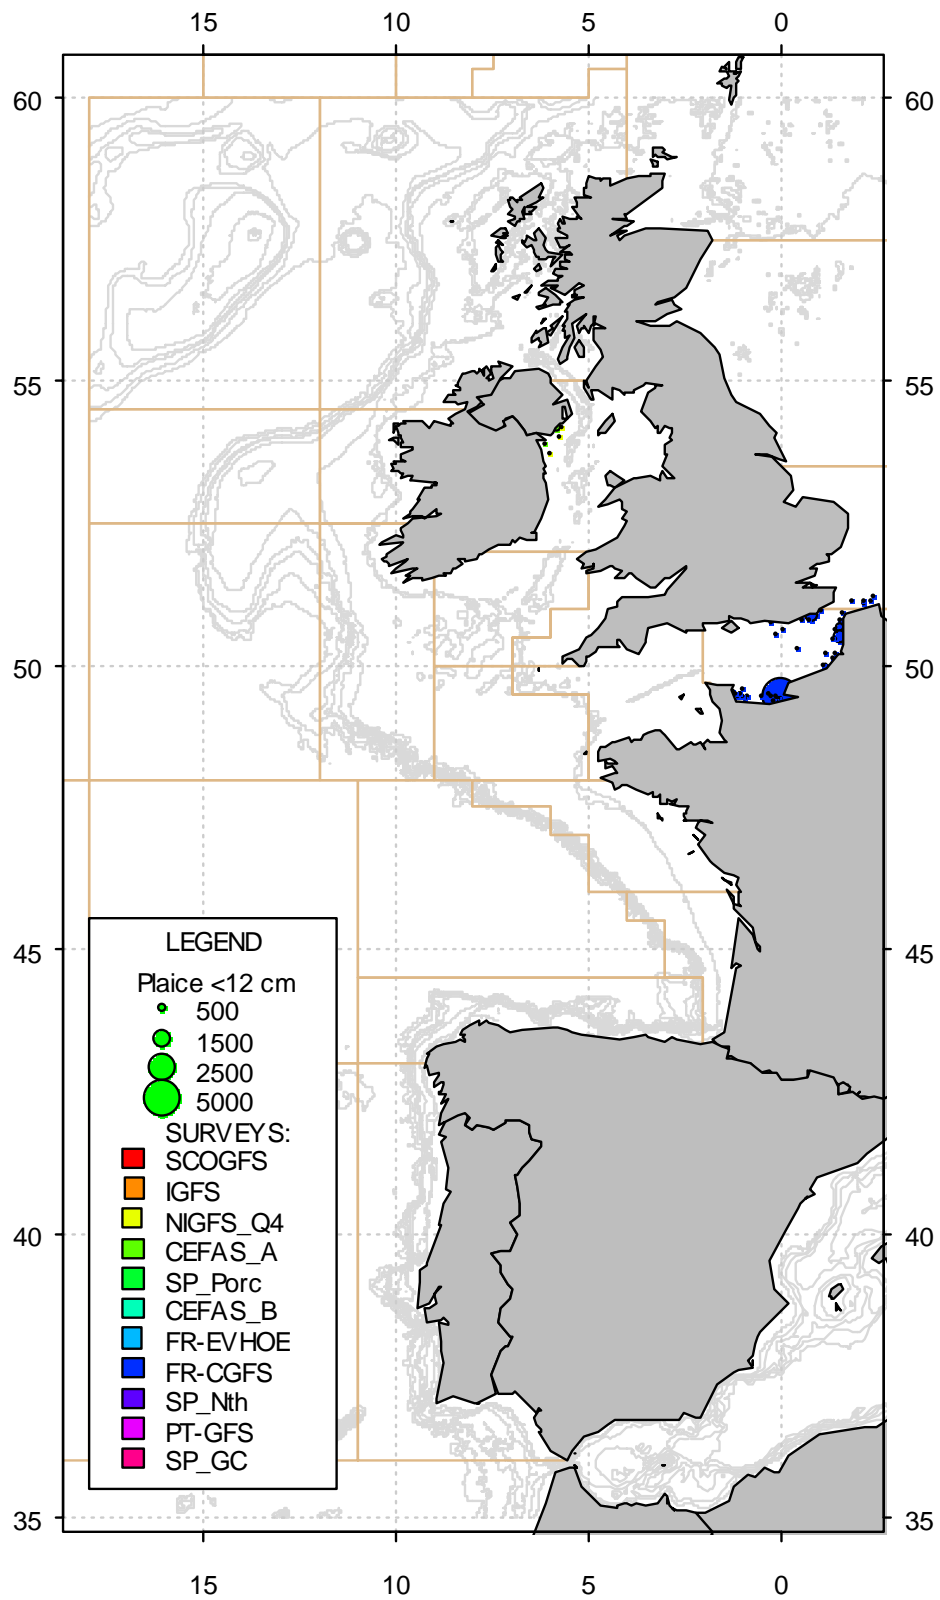 15 10 5 0
60 60
55 55
50 50
45 45
LEGEND
Plaice <12 cm
500
1500
2500
5000
SURVEYS:
SCOGFS
IGFS
NIGFS_Q4
40 40
CEFAS_A
SP_Porc
CEFAS_B
FR-EVHOE
FR-CGFS
SP_Nth
PT-GFS
SP_GC
35 35
15 10 5 0